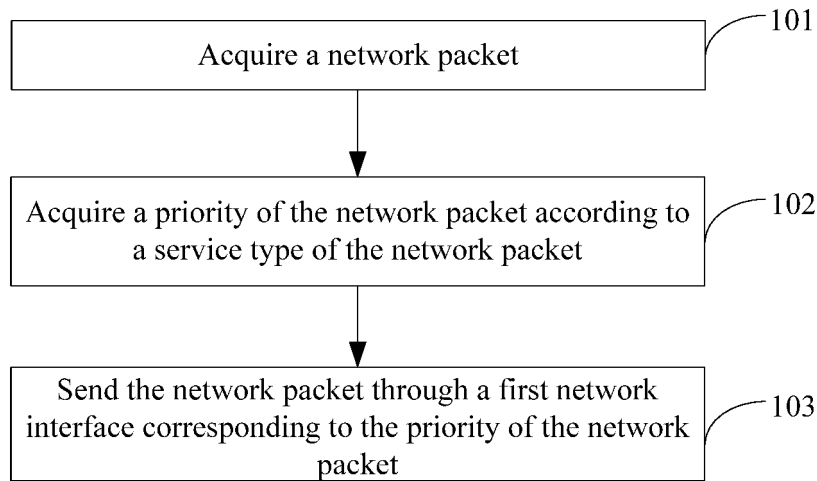 Acquire a network packet
101
Acquire a priority of the network packet according to
a service type of the network packet
102
Send the network packet through a first network
interface corresponding to the priority of the network
packet
103